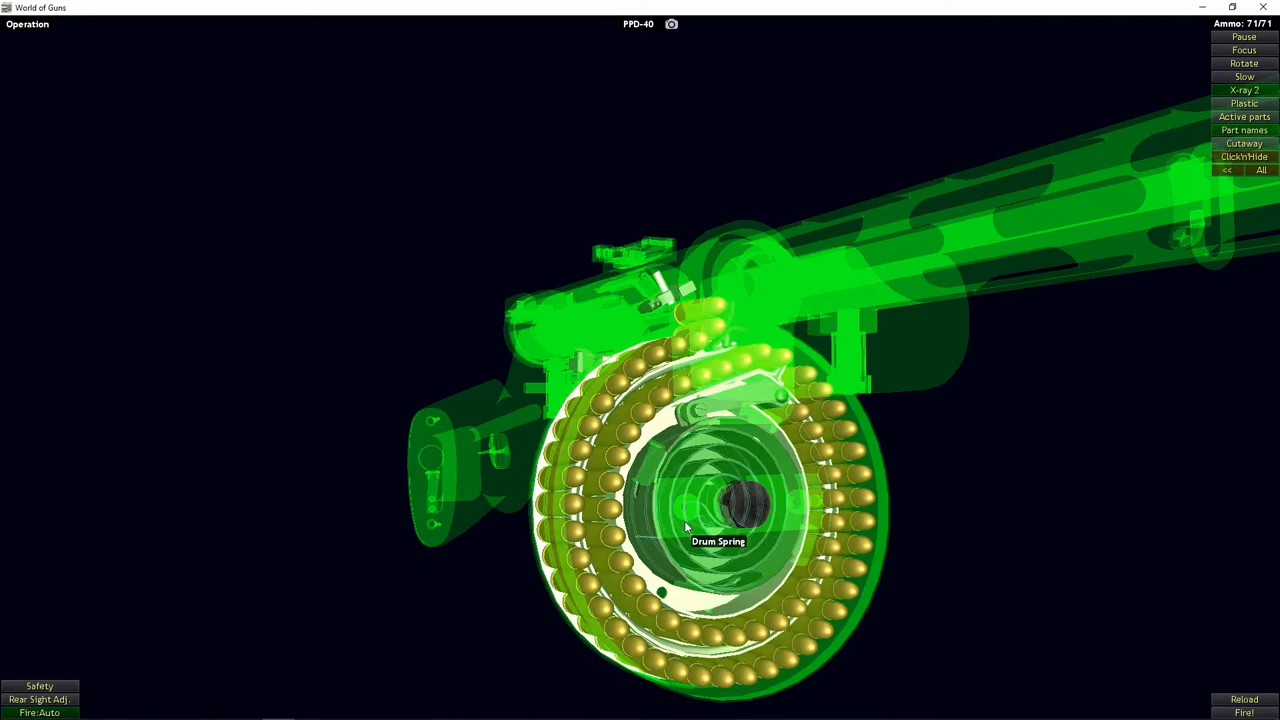 World of Guns
Operation
PPD-40
Ammo: 71/71
Pause
Focus
Rotate
Slow
X-ray 2
Plastic
Active parts
Part names
Cutaway
Click'n'Hide
<< All
Drum Spring
Safety
Rear Sight Adj.
Fire:Auto
Reload
Fire!